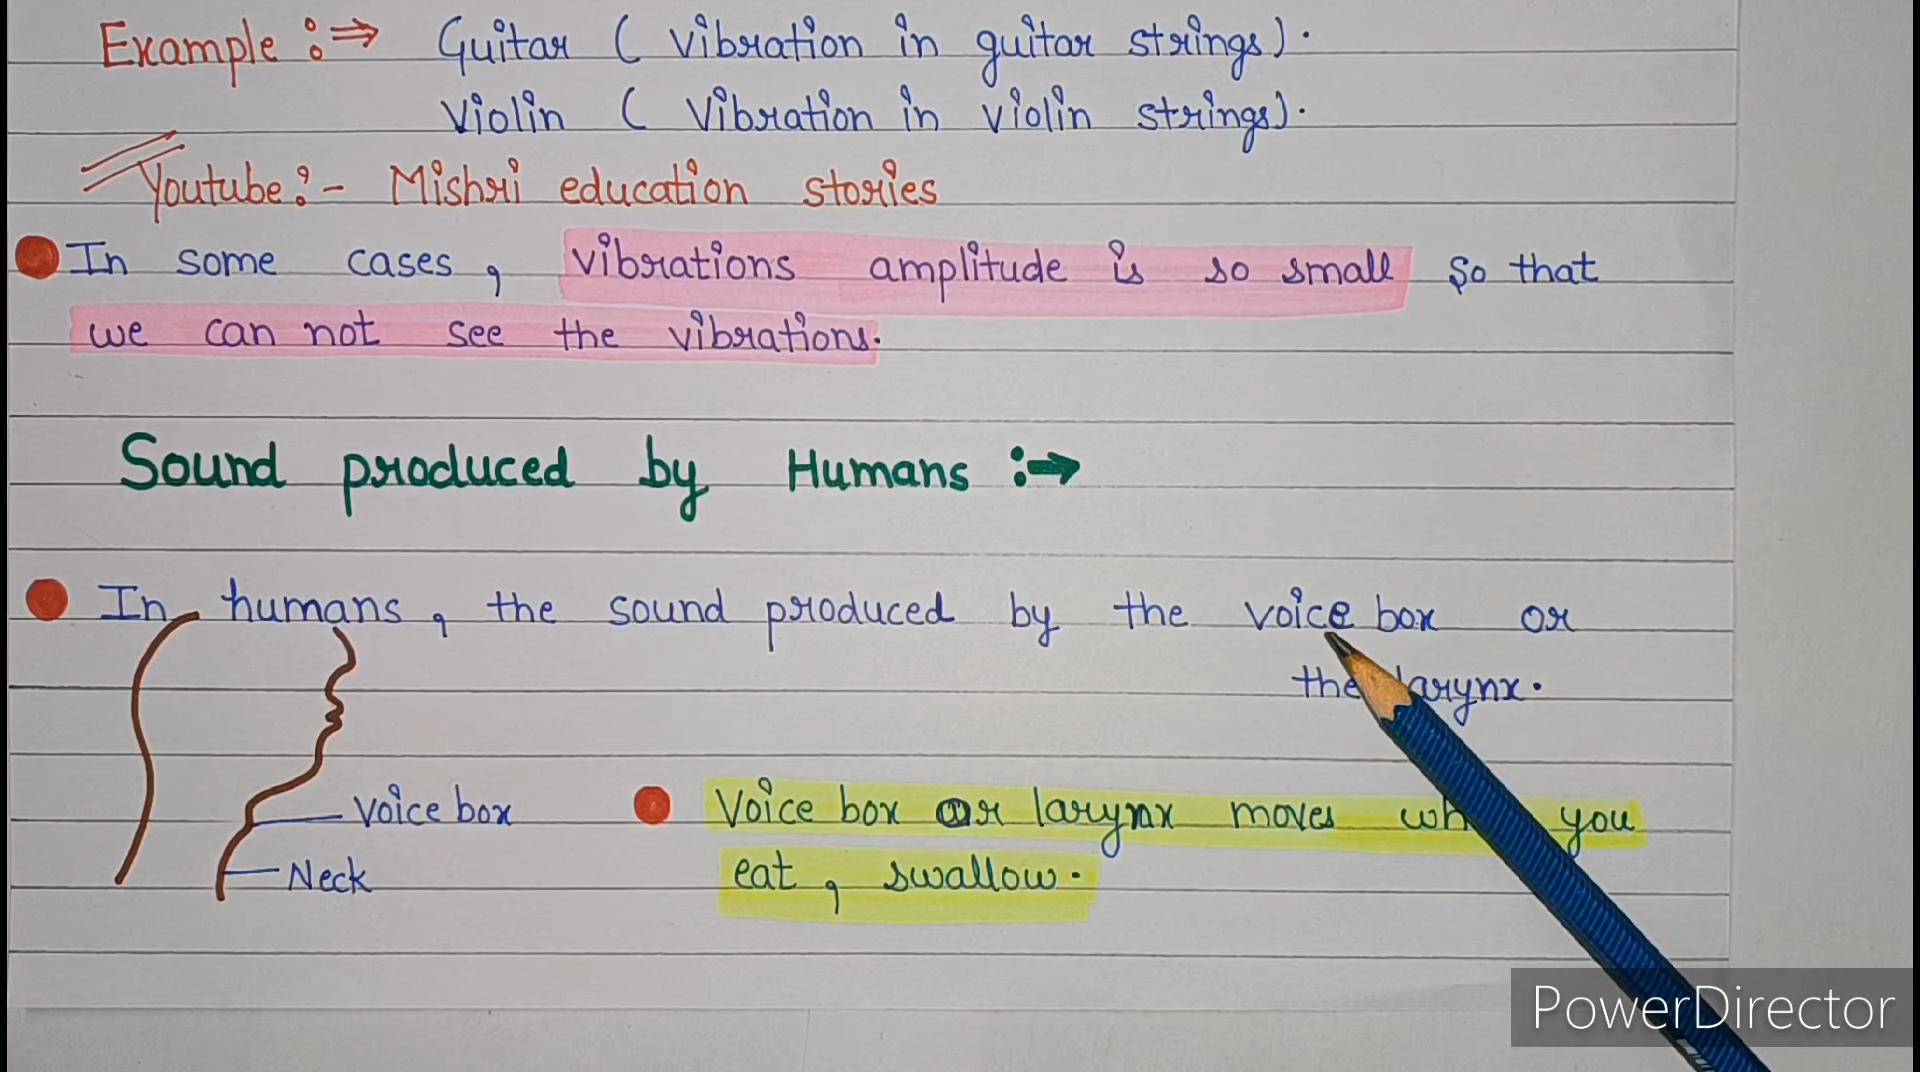 Example :⇒ Guitar ( Vibration in guitar strings).
Violin ( Vibration in violin strings).
Youtube:- Mishri education stories
In some cases, vibrations amplitude is so small so that
we can not see the vibrations.
Sound produced by Humans :→
In humans, the sound produced by the voice box or
the larynx.
Voice box
Neck
Voice box or larynx moves you
eat, swallow.
PowerDirector